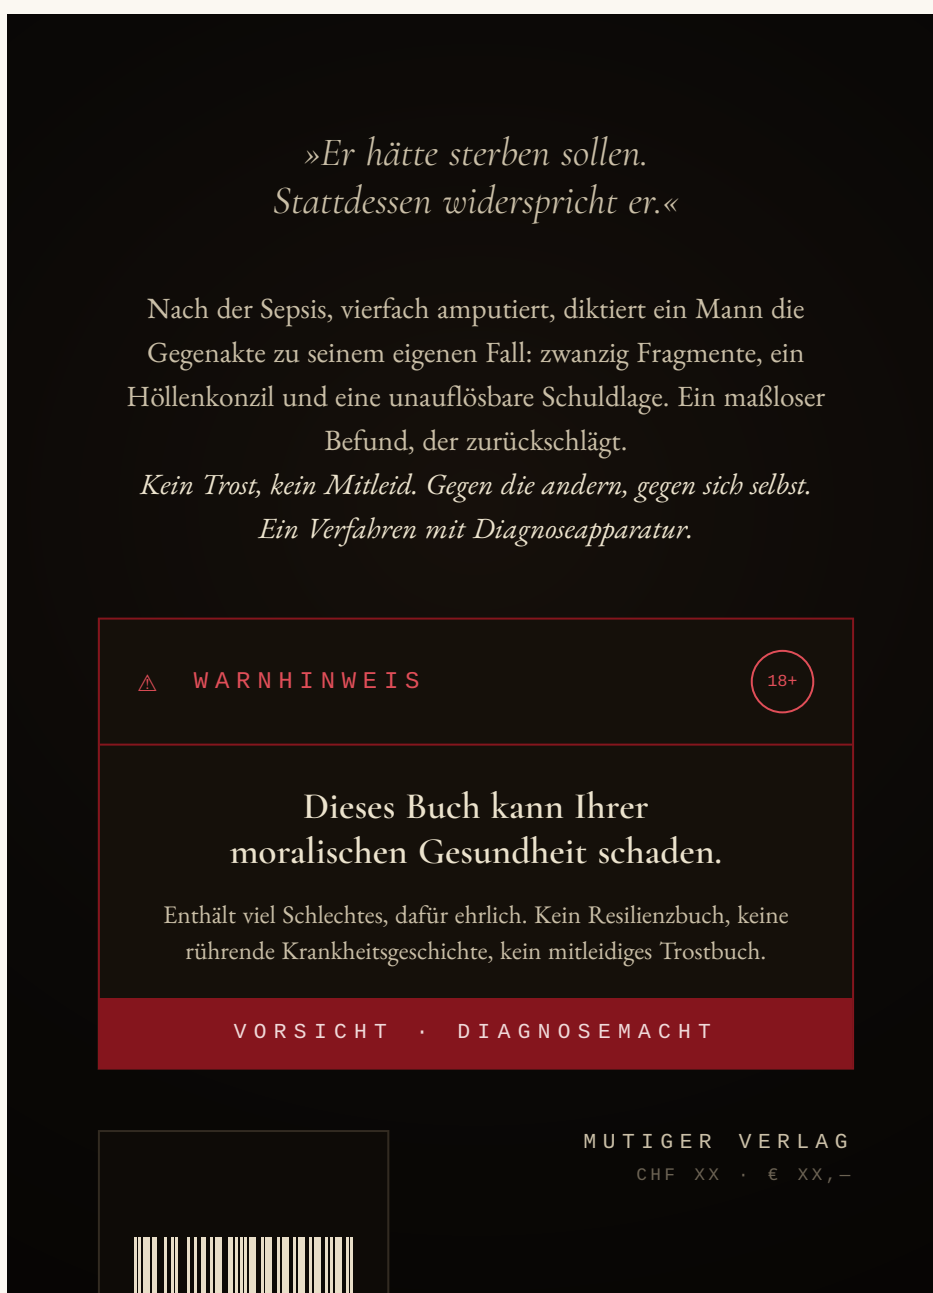 »Er hätte sterben sollen.
Stattdessen widerspricht er.«
Nach der Sepsis, vierfach amputiert, diktiert ein Mann die
Gegenakte zu seinem eigenen Fall: zwanzig Fragmente, ein
Höllenkonzil und eine unauflösbare Schuldlage. Ein maßloser
Befund, der zurückschlägt.
Kein Trost, kein Mitleid. Gegen die andern, gegen sich selbst.
Ein Verfahren mit Diagnoseapparatur.
⚠ WARNHINWEIS
18+
Dieses Buch kann Ihrer
moralischen Gesundheit schaden.
Enthält viel Schlechtes, dafür ehrlich. Kein Resilienzbuch, keine
rührende Krankheitsgeschichte, kein mitleidiges Trostbuch.
VORSICHT · DIAGNOSEMACHT
MUTIGER VERLAG
CHF XX · € XX,—